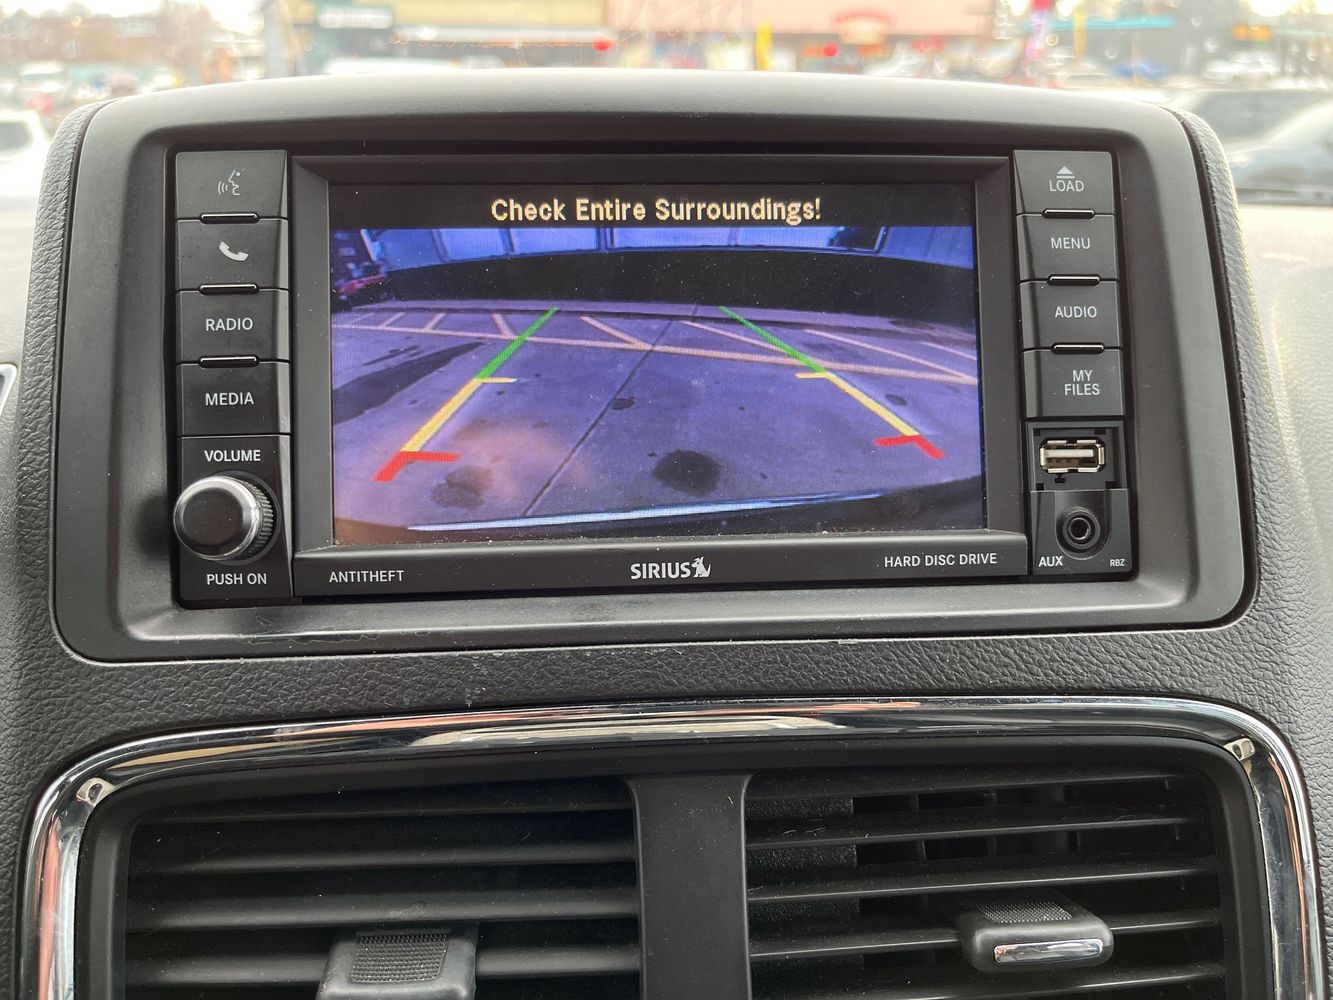 Check Entire Surroundings!
RADIO
MEDIA
VOLUME
PUSH ON
ANTITHEFT
SIRIUS
HARD DISC DRIVE
LOAD
MENU
AUDIO
MY
FILES
AUX
RBZ